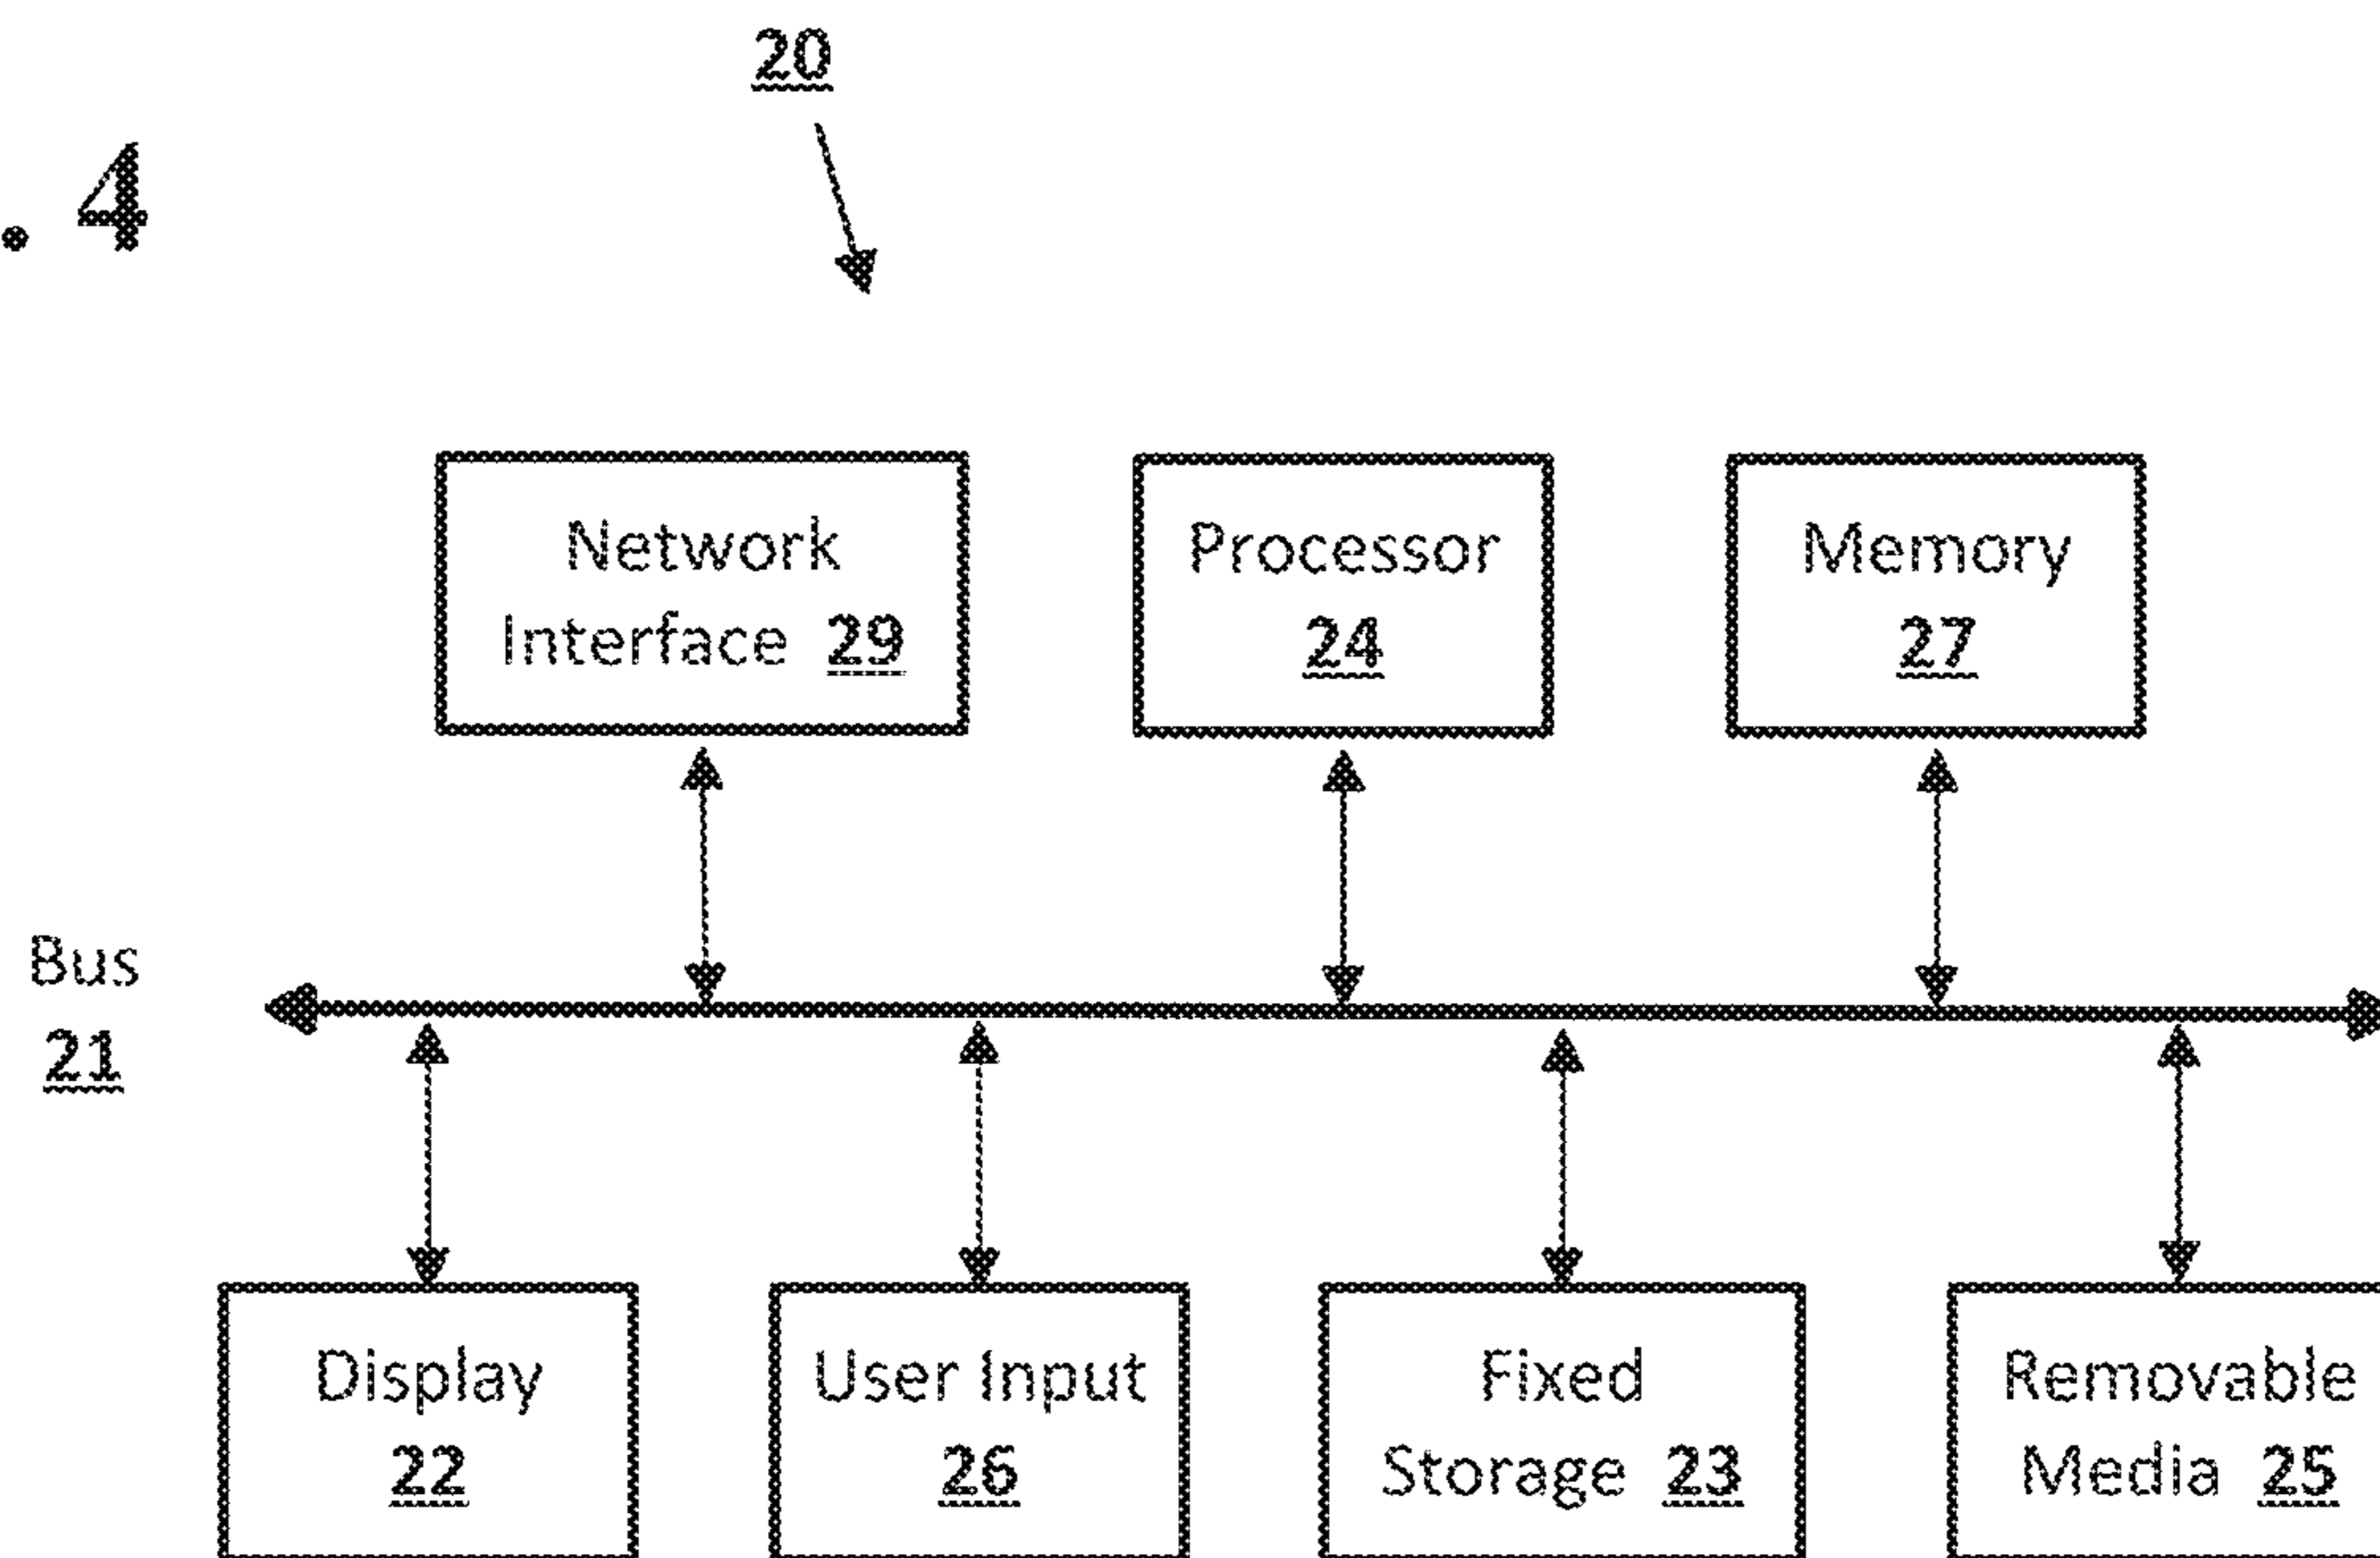 20
. 4
Network
Interface 29
Processor
24
Memory
27
Bus
21
Display
22
User Input
26
Fixed
Storage 23
Removable
Media 25